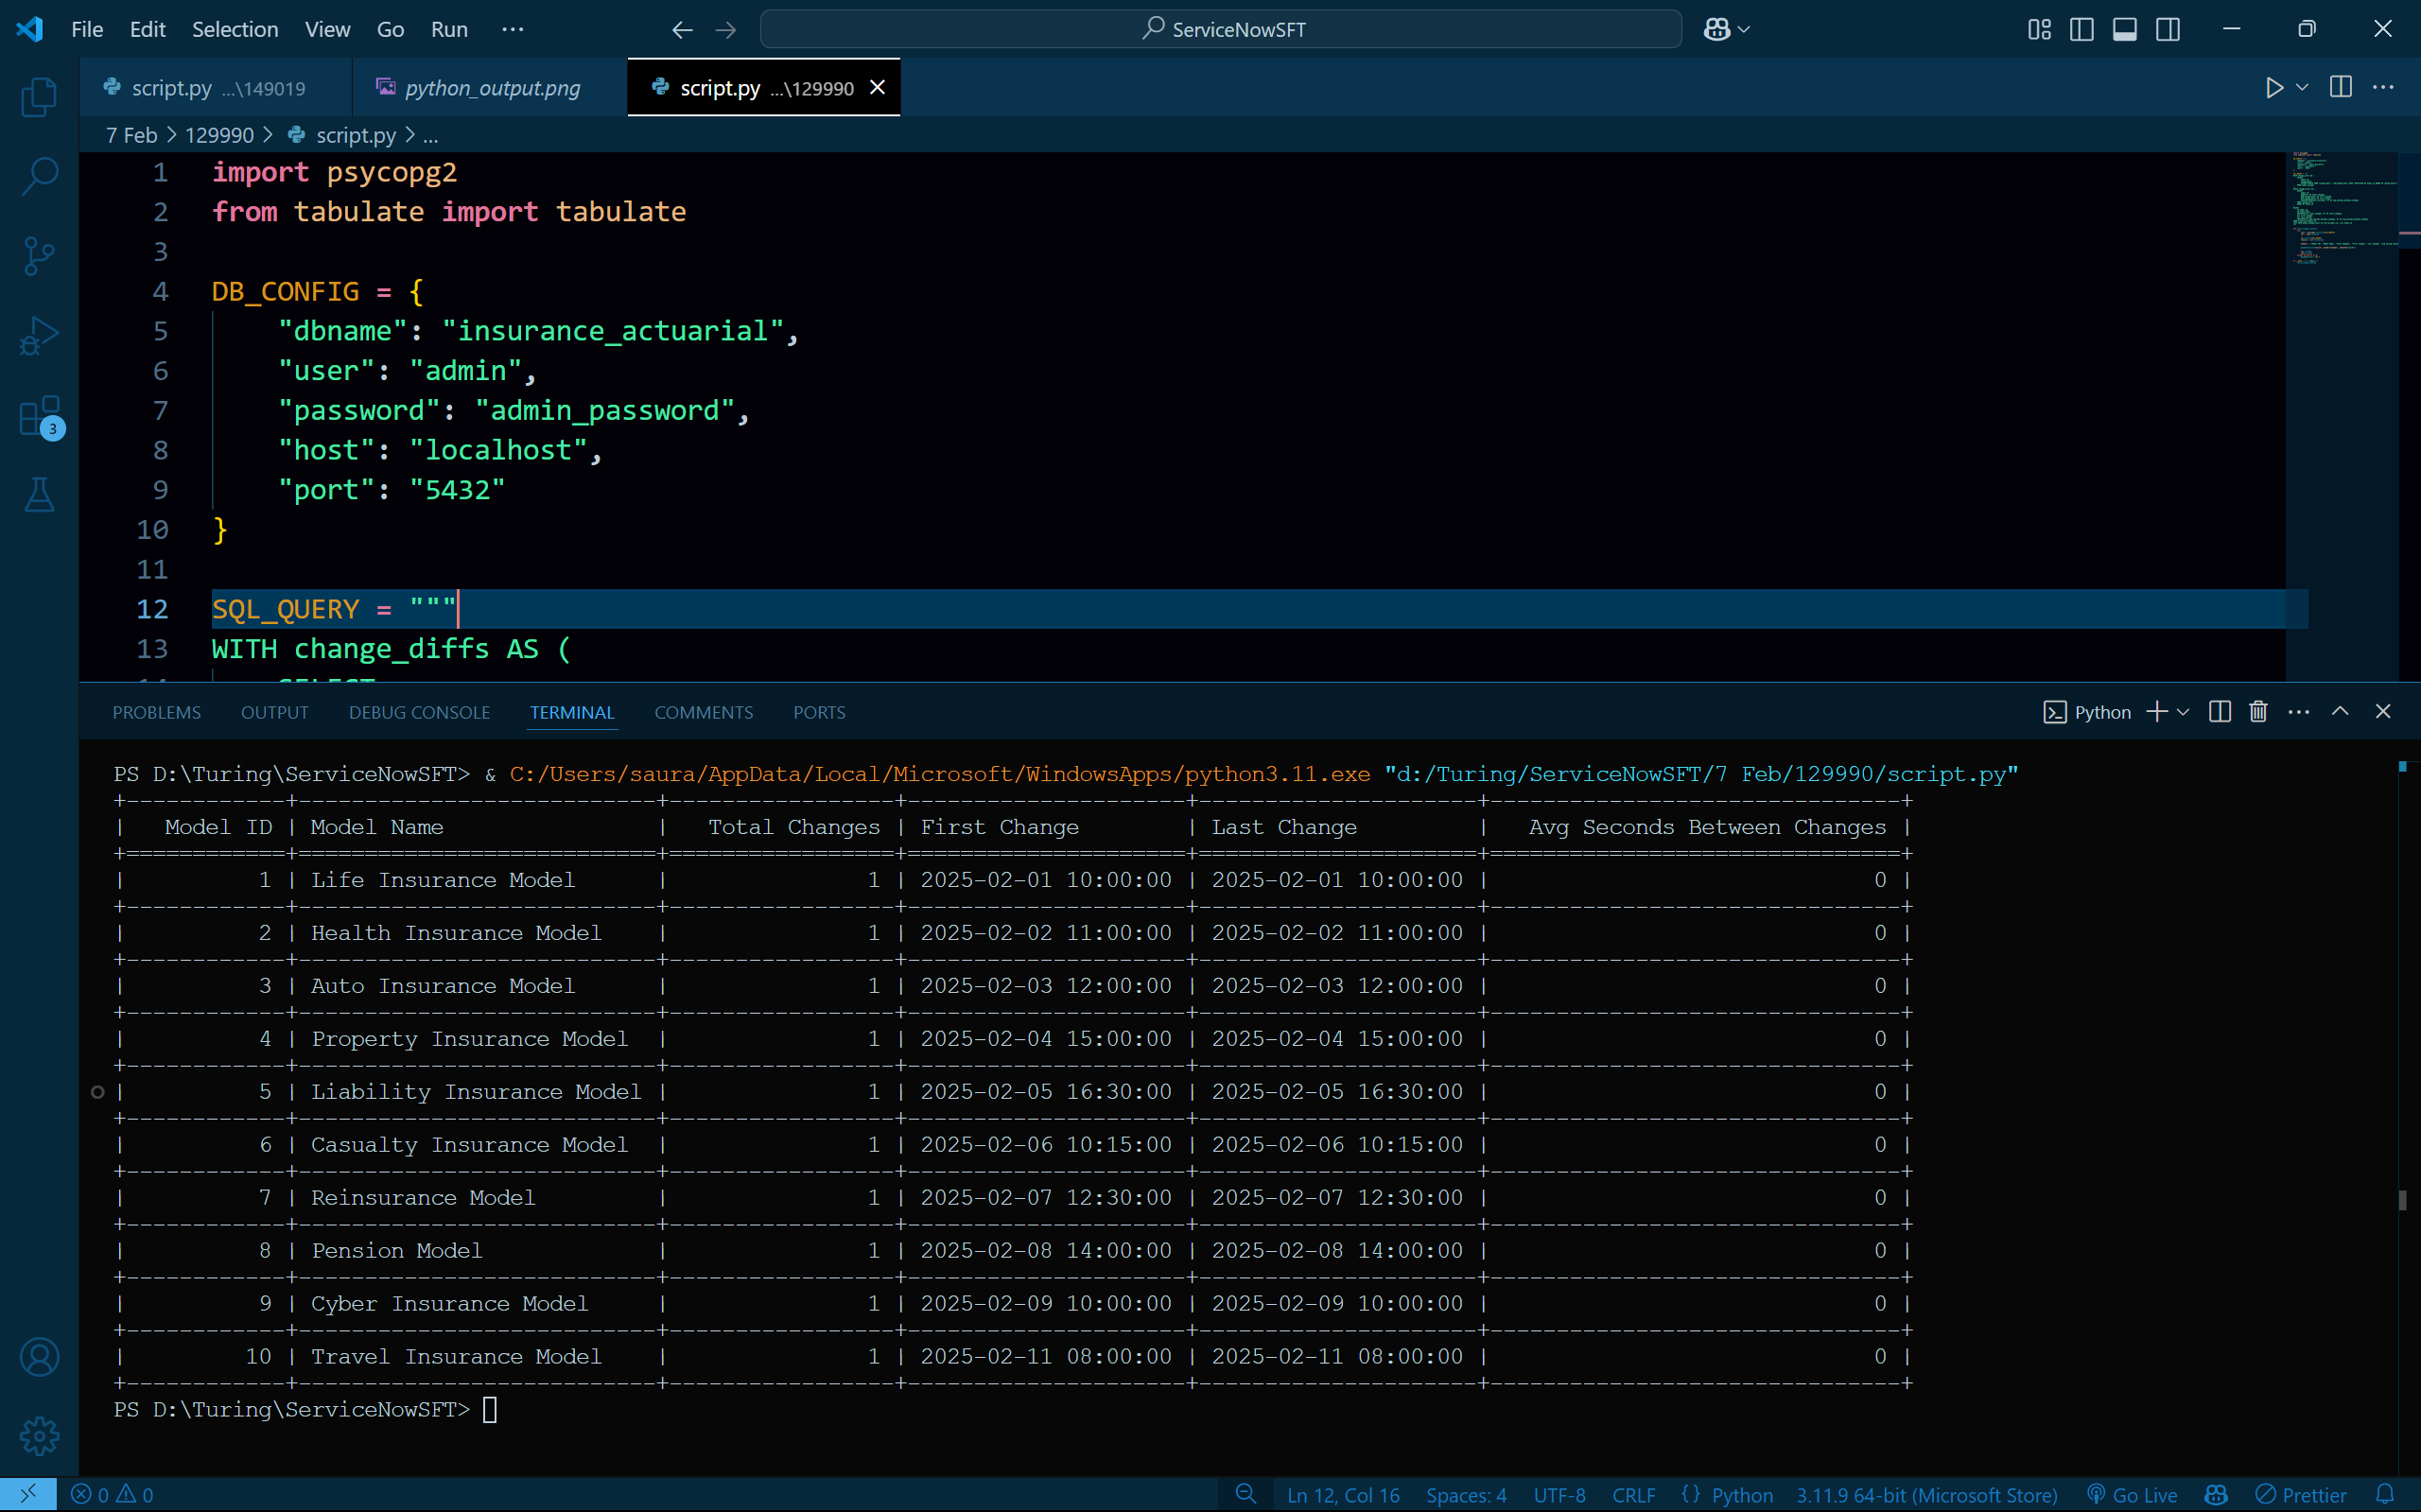 File Edit Selection View Go Run ··· ServiceNowSFT
script.py ...\149019 python_output.png script.py ...\129990
7 Feb > 129990 > script.py > ...
1 import psycopg2
2 from tabulate import tabulate
3
4 DB_CONFIG = {
5 "dbname": "insurance_actuarial",
6 "user": "admin",
7 "password": "admin_password",
8 "host": "localhost",
9 "port": "5432"
10 }
11
12 SQL_QUERY = """
13 WITH change_diffs AS (
3
PROBLEMS OUTPUT DEBUG CONSOLE TERMINAL COMMENTS PORTS Python
PS D:\Turing\ServiceNowSFT> & C:/Users/saura/AppData/Local/Microsoft/WindowsApps/python3.11.exe "d:/Turing/ServiceNowSFT/7 Feb/129990/script.py"
| Model ID | Model Name | Total Changes | First Change | Last Change | Avg Seconds Between Changes |
| 1 | Life Insurance Model | 1 | 2025-02-01 10:00:00 | 2025-02-01 10:00:00 | 0 |
| 2 | Health Insurance Model | 1 | 2025-02-02 11:00:00 | 2025-02-02 11:00:00 | 0 |
| 3 | Auto Insurance Model | 1 | 2025-02-03 12:00:00 | 2025-02-03 12:00:00 | 0 |
| 4 | Property Insurance Model | 1 | 2025-02-04 15:00:00 | 2025-02-04 15:00:00 | 0 |
| 5 | Liability Insurance Model | 1 | 2025-02-05 16:30:00 | 2025-02-05 16:30:00 | 0 |
| 6 | Casualty Insurance Model | 1 | 2025-02-06 10:15:00 | 2025-02-06 10:15:00 | 0 |
| 7 | Reinsurance Model | 1 | 2025-02-07 12:30:00 | 2025-02-07 12:30:00 | 0 |
| 8 | Pension Model | 1 | 2025-02-08 14:00:00 | 2025-02-08 14:00:00 | 0 |
| 9 | Cyber Insurance Model | 1 | 2025-02-09 10:00:00 | 2025-02-09 10:00:00 | 0 |
| 10 | Travel Insurance Model | 1 | 2025-02-11 08:00:00 | 2025-02-11 08:00:00 | 0 |
PS D:\Turing\ServiceNowSFT>
0 0 Ln 12, Col 16 Spaces: 4 UTF-8 CRLF {} Python 3.11.9 64-bit (Microsoft Store) Go Live Prettier